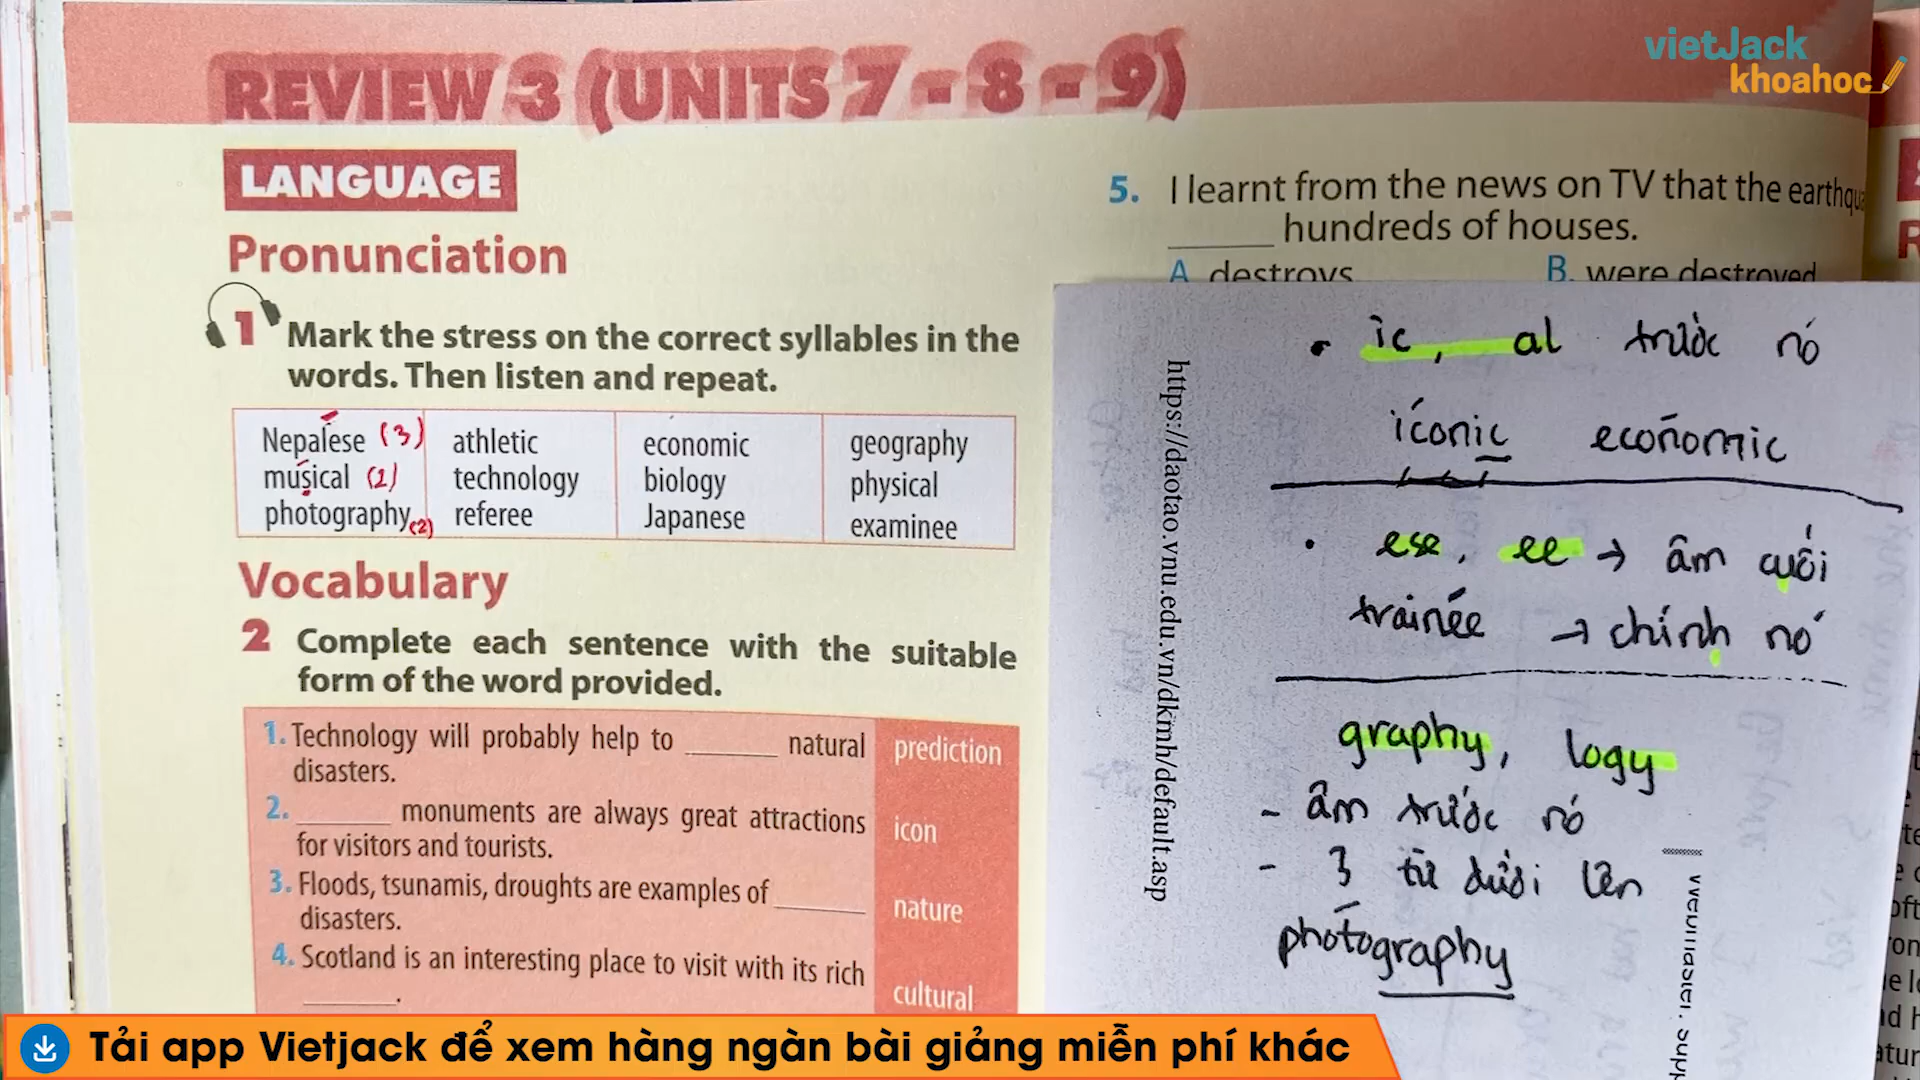 vietJack
khoahoc
REVIEW 3 (UNITS 7 - 8 - 9)
LANGUAGE
Pronunciation
1 Mark the stress on the correct syllables in the
words. Then listen and repeat.
Nepalese (3) athletic economic geography
musical (1) technology biology physical
photography (2) referee Japanese examinee
Vocabulary
2 Complete each sentence with the suitable
form of the word provided.
1. Technology will probably help to ______ natural prediction
disasters.
2. ______ monuments are always great attractions icon
for visitors and tourists.
3. Floods, tsunamis, droughts are examples of ______ nature
disasters.
4. Scotland is an interesting place to visit with its rich cultural
______.
5. I learnt from the news on TV that the earthqu
______ hundreds of houses.
A. destroys B. were destroyed
https://daotao.vnu.edu.vn/dkmh/default.asp
• ic, al trước nó
iconic economic
• ese, ee → âm cuối
trainee → chính nó
graphy, logy
- âm trước nó
- 3 từ dưới lên
photography
Tải app Vietjack để xem hàng ngàn bài giảng miễn phí khác